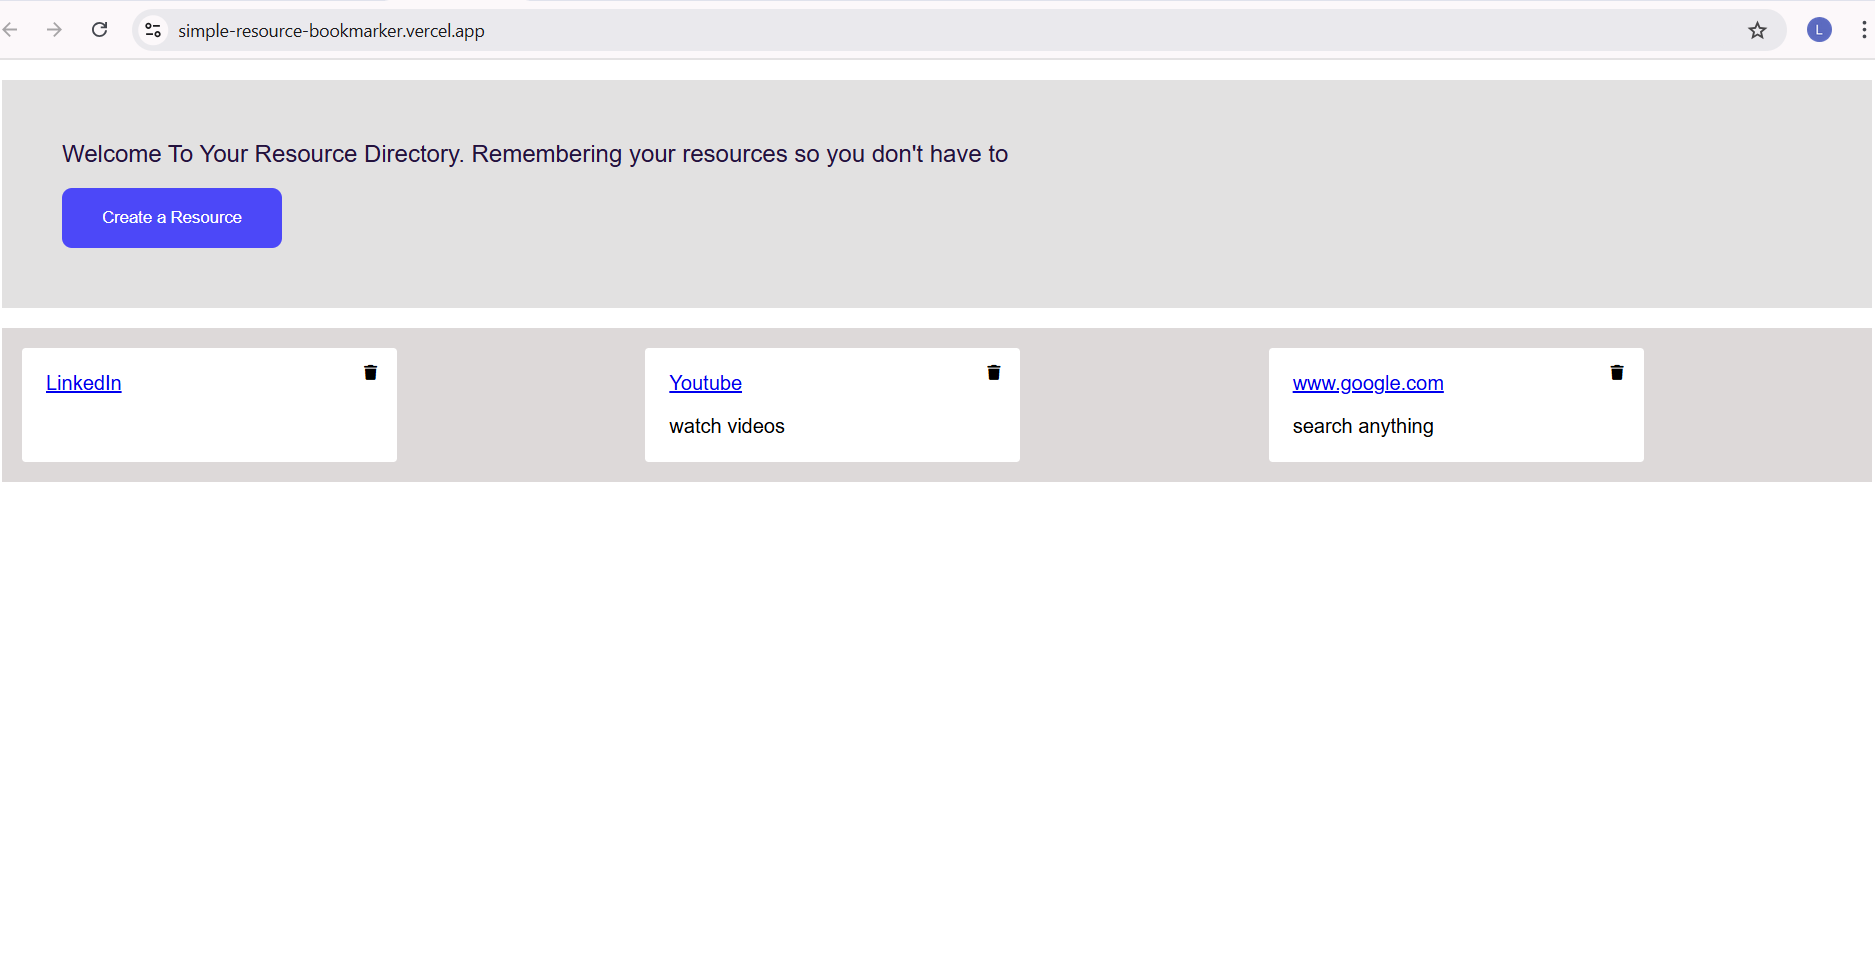 simple-resource-bookmarker.vercel.app
L
Welcome To Your Resource Directory. Remembering your resources so you don't have to
Create a Resource
LinkedIn
Youtube
watch videos
www.google.com
search anything